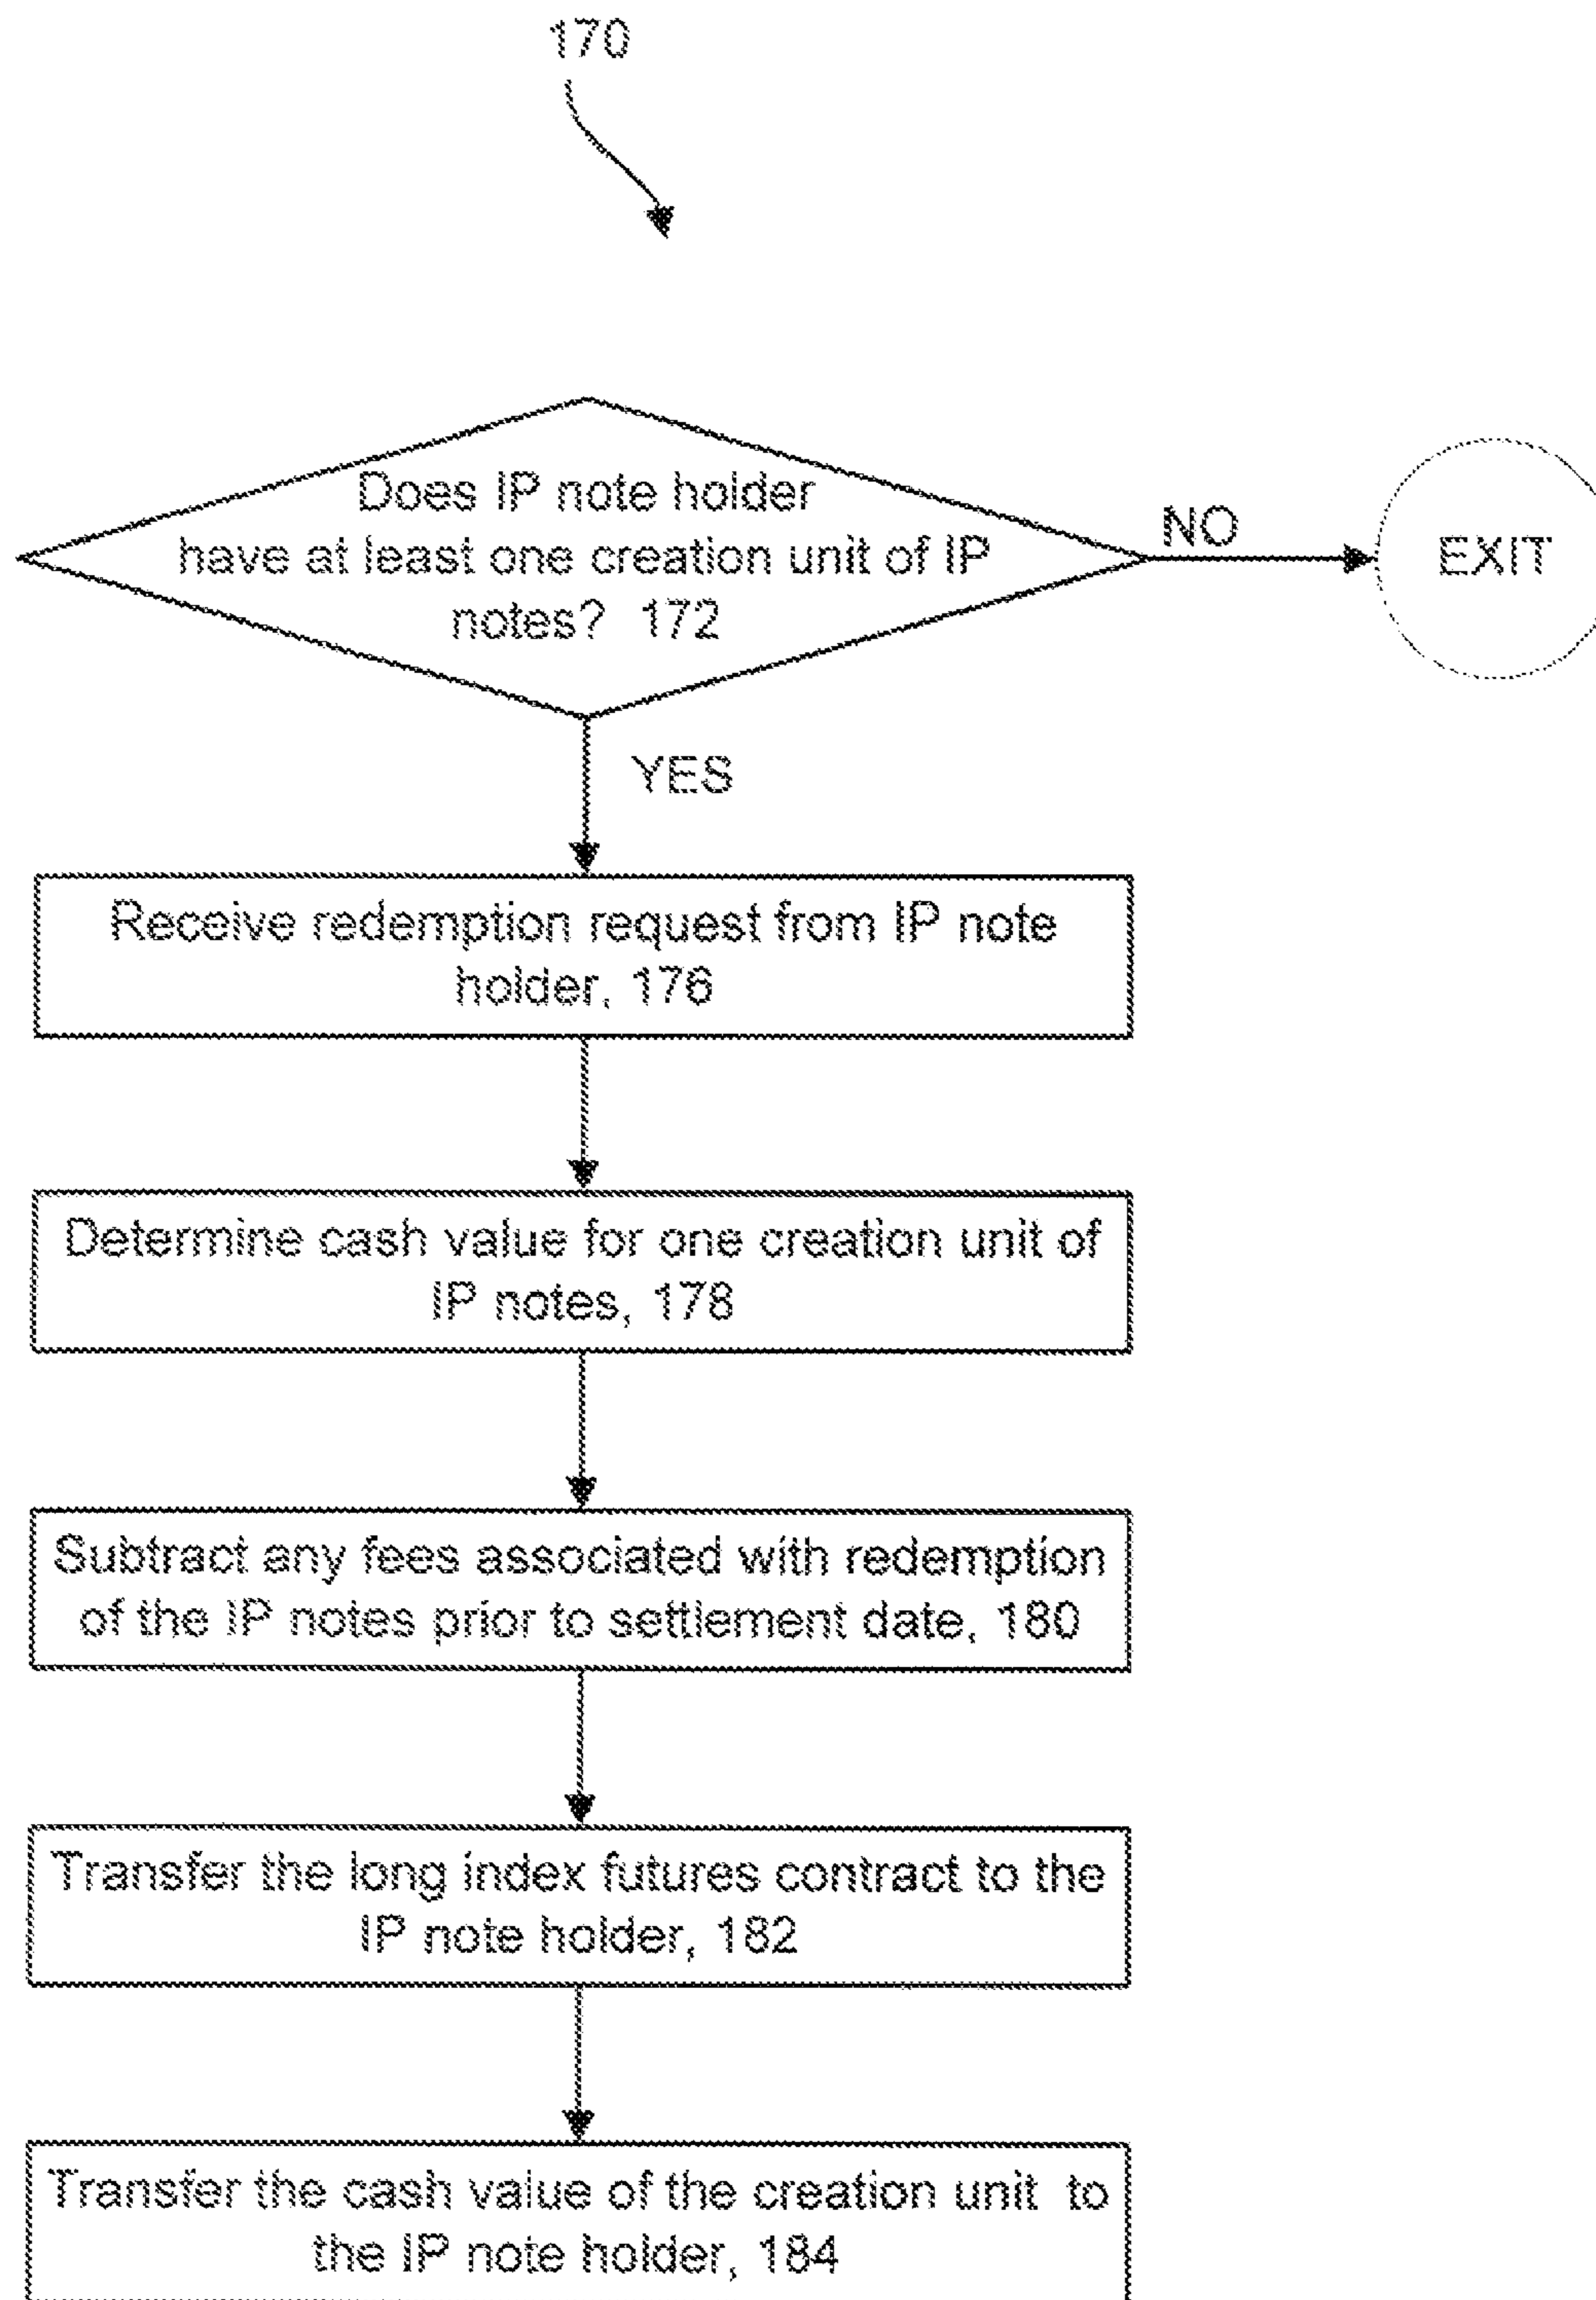 170
Does IP note holder
have at least one creation unit of IP
notes? 172
NO
EXIT
YES
Receive redemption request from IP note
holder, 176
Determine cash value for one creation unit of
IP notes, 178
Subtract any fees associated with redemption
of the IP notes prior to settlement date, 180
Transfer the long index futures contract to the
IP note holder, 182
Transfer the cash value of the creation unit to
the IP note holder, 184